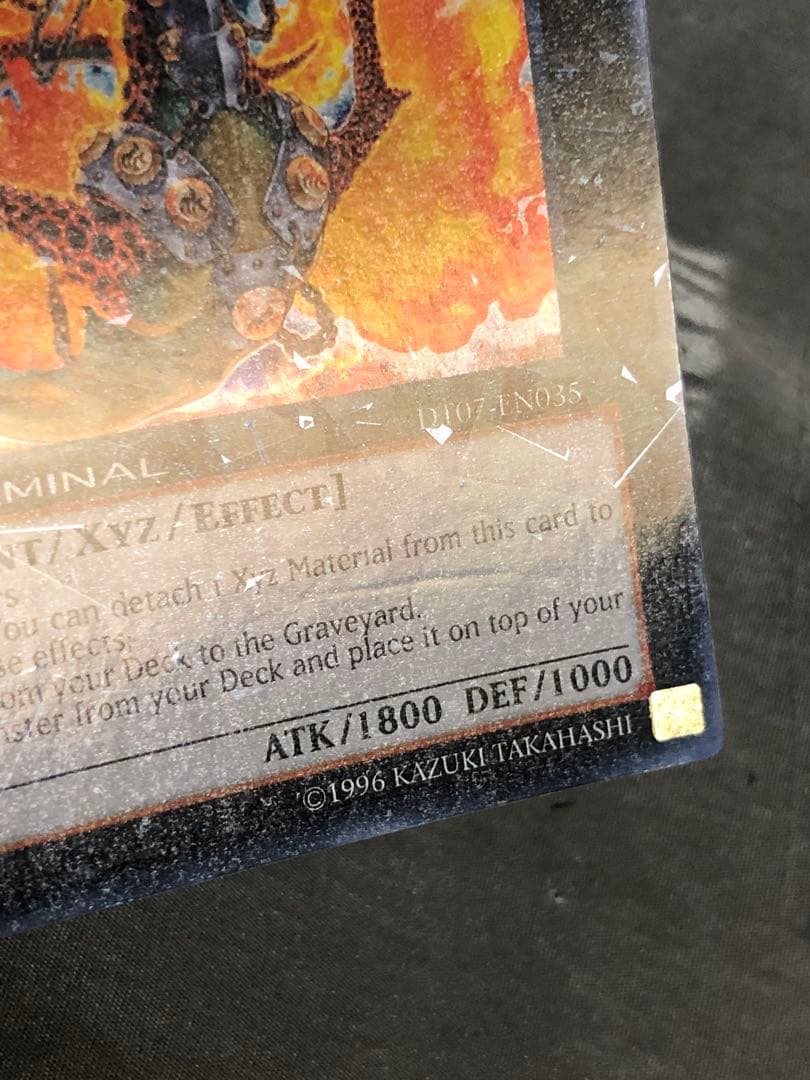 DT07-EN035
MINAL
NT/XYZ/EFFECT]
s
ou can detach 1 Xyz Material from this card to
se effects:
om your Deck to the Graveyard.
ster from your Deck and place it on top of your
ATK/1800 DEF/1000
©1996 KAZUKI TAKAHASHI